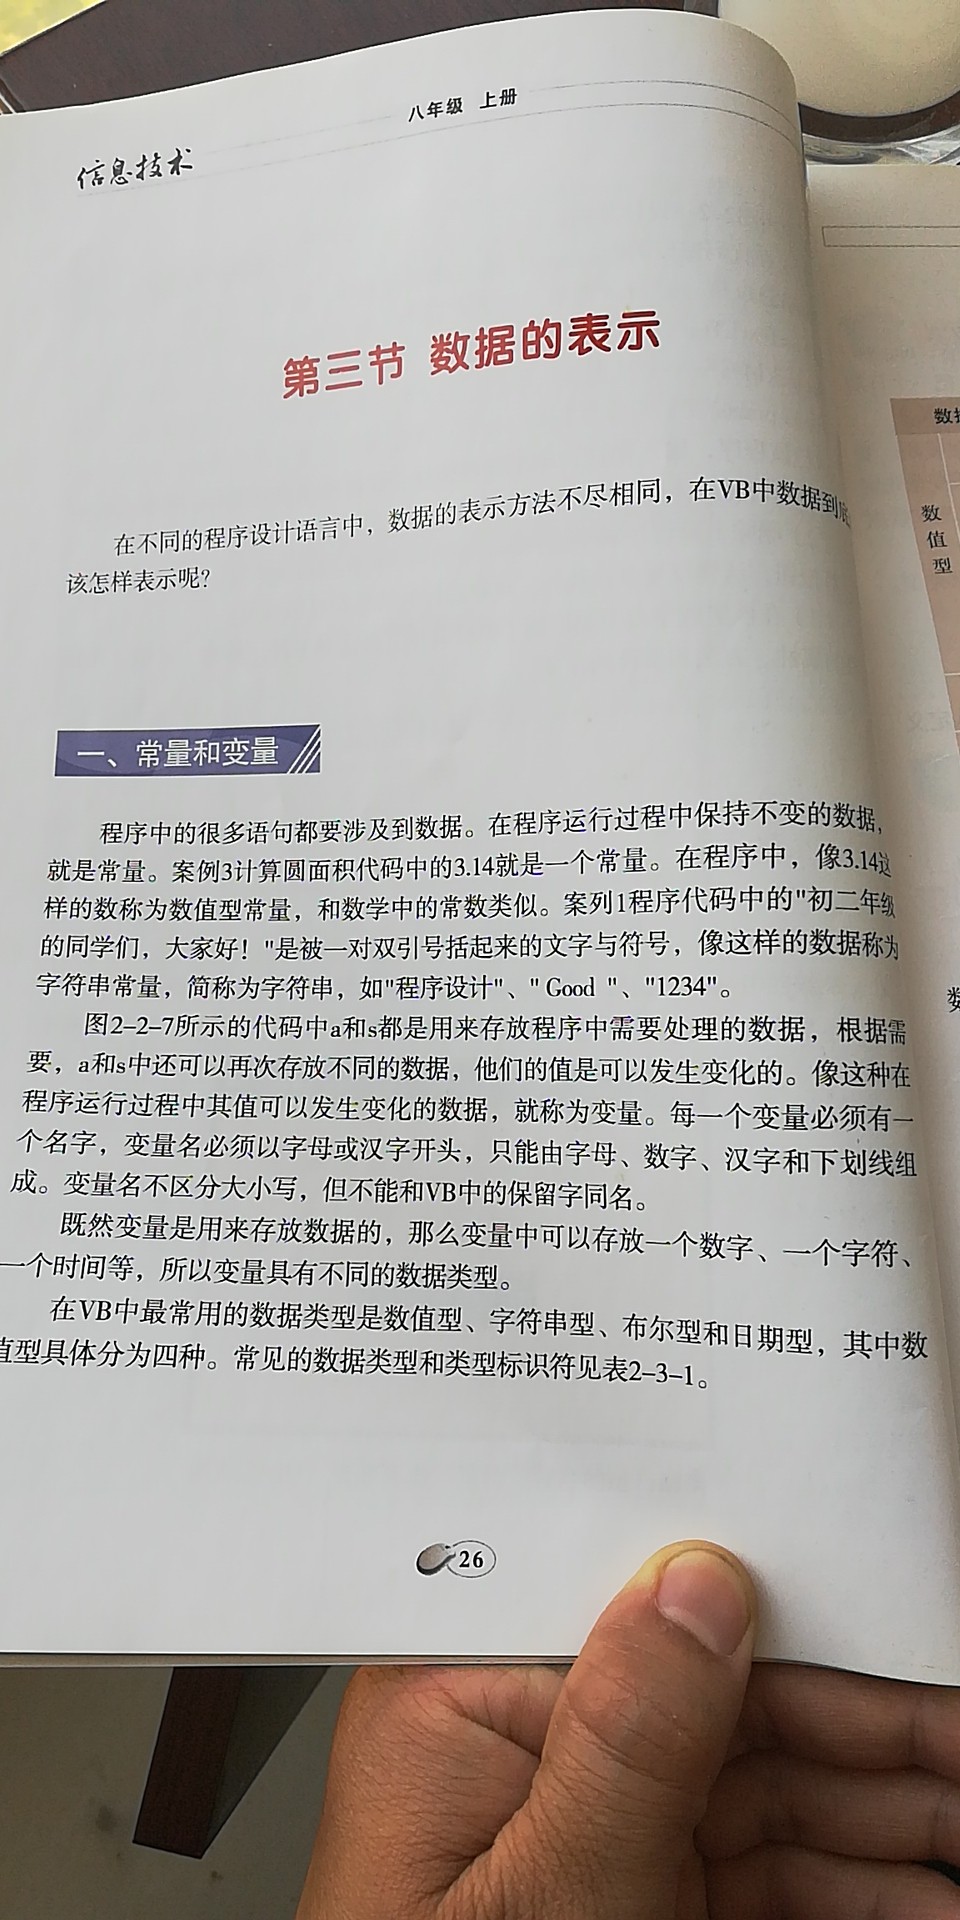 八年级 上册
信息技术
第三节 数据的表示
在不同的程序设计语言中，数据的表示方法不尽相同，在VB中数据到底
该怎样表示呢？
一、常量和变量
程序中的很多语句都要涉及到数据。在程序运行过程中保持不变的数据，
就是常量。案例3计算圆面积代码中的3.14就是一个常量。在程序中，像3.14这
样的数称为数值型常量，和数学中的常数类似。案列1程序代码中的"初二年级
的同学们，大家好！"是被一对双引号括起来的文字与符号，像这样的数据称为
字符串常量，简称为字符串，如"程序设计"、" Good "、"1234"。
图2-2-7所示的代码中a和s都是用来存放程序中需要处理的数据，根据需
要，a和s中还可以再次存放不同的数据，他们的值是可以发生变化的。像这种在
程序运行过程中其值可以发生变化的数据，就称为变量。每一个变量必须有一
个名字，变量名必须以字母或汉字开头，只能由字母、数字、汉字和下划线组
成。变量名不区分大小写，但不能和VB中的保留字同名。
既然变量是用来存放数据的，那么变量中可以存放一个数字、一个字符、
一个时间等，所以变量具有不同的数据类型。
在VB中最常用的数据类型是数值型、字符串型、布尔型和日期型，其中数
值型具体分为四种。常见的数据类型和类型标识符见表2-3-1。
26
数据
数
值
型
数